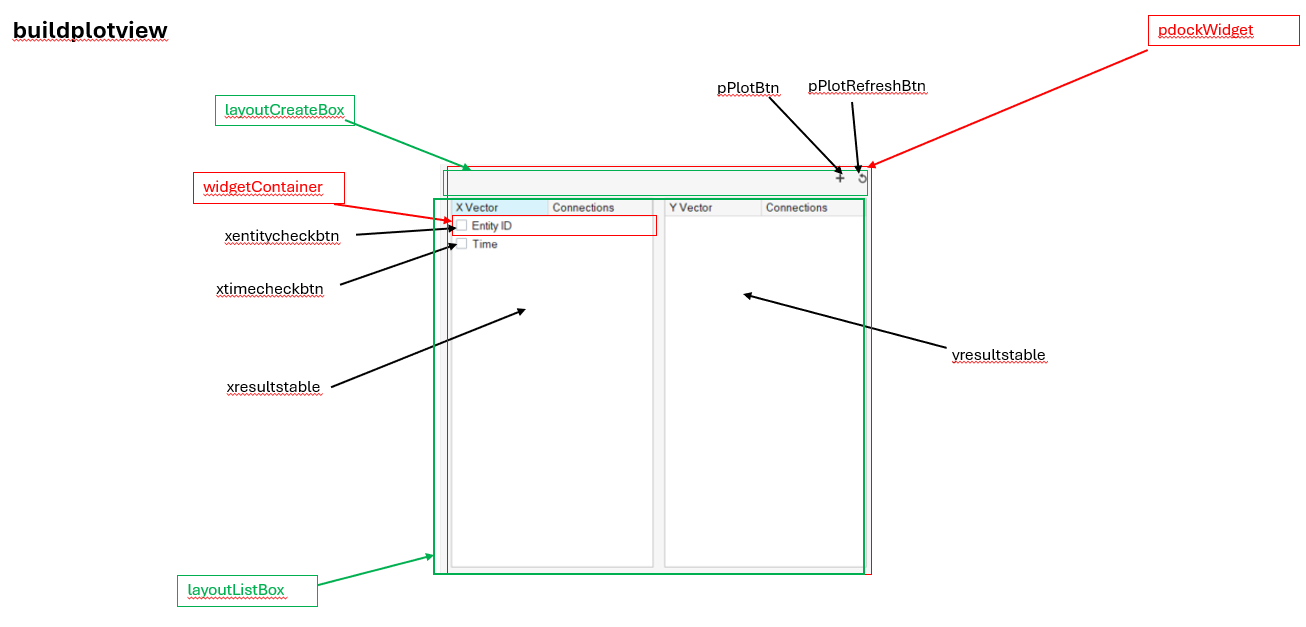 buildplotview
pdockWidget
pPlotBtn
pPlotRefreshBtn
layoutCreateBox
widgetContainer
X Vector Connections Y Vector Connections
Entity ID
xentitycheckbtn
Time
xtimecheckbtn
yresultstable
xresultstable
layoutListBox